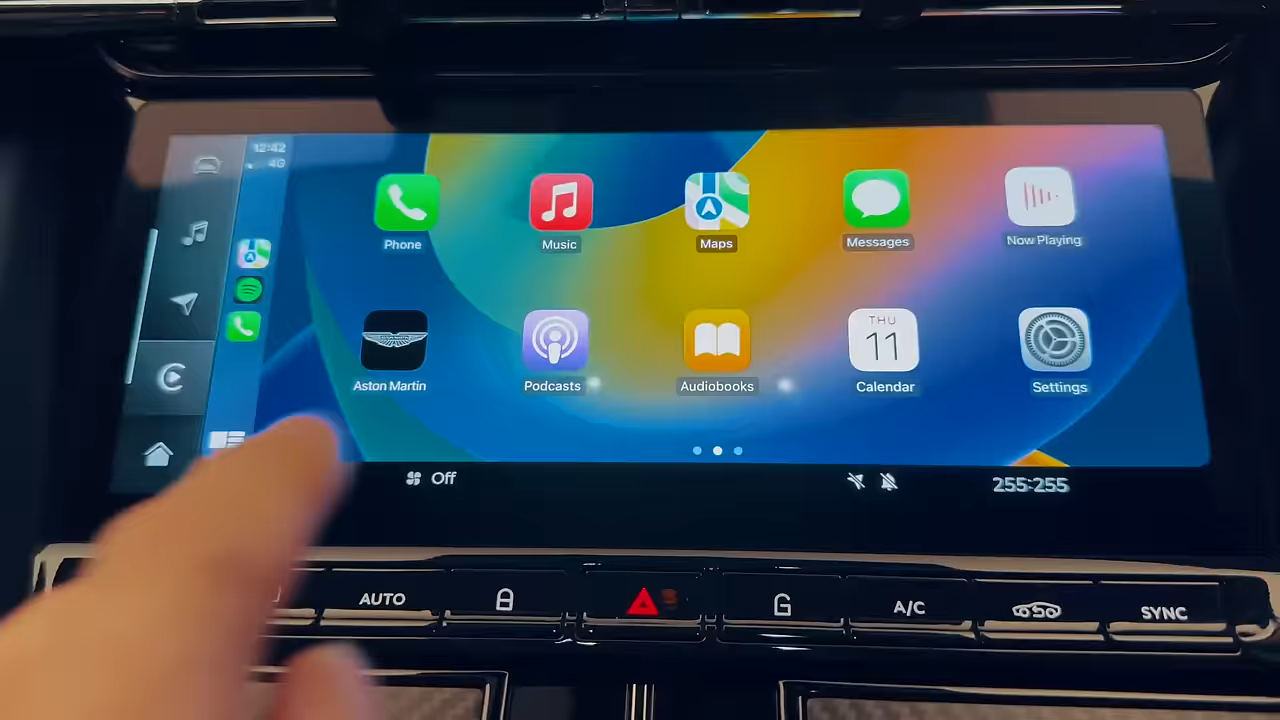 12:42
4G
Phone
Music
Maps
Messages
Now Playing
Aston Martin
Podcasts
Audiobooks
THU
11
Calendar
Settings
Off
255:255
AUTO
A/C
SYNC